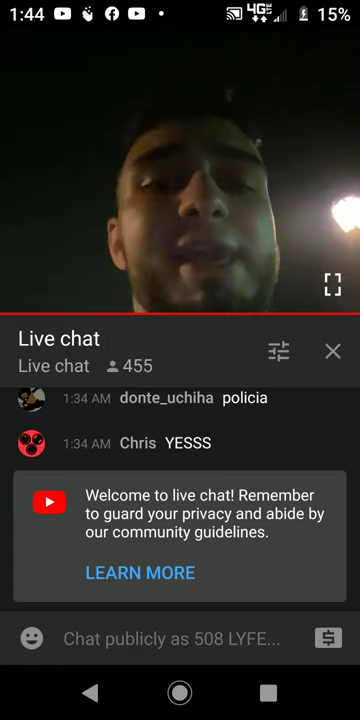 1:44 4GLTE 15%
Live chat
Live chat 455
1:34 AM donte_uchiha policia
1:34 AM Chris YESSS
Welcome to live chat! Remember
to guard your privacy and abide by
our community guidelines.
LEARN MORE
Chat publicly as 508 LYFE...